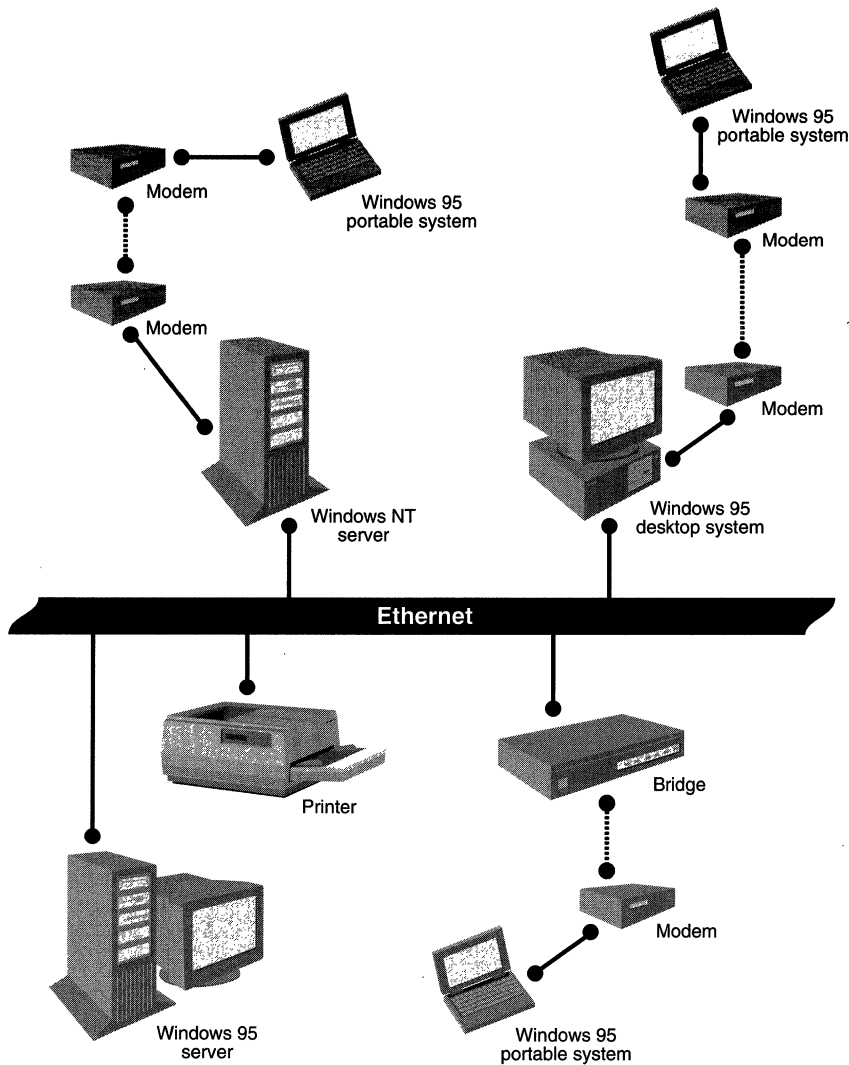 Windows 95
portable system
Modem
Windows 95
portable system
Modem
Modem
Modem
Modem
Windows NT
server
Windows 95
desktop system
Ethernet
Printer
Bridge
Modem
Windows 95
server
Windows 95
portable system